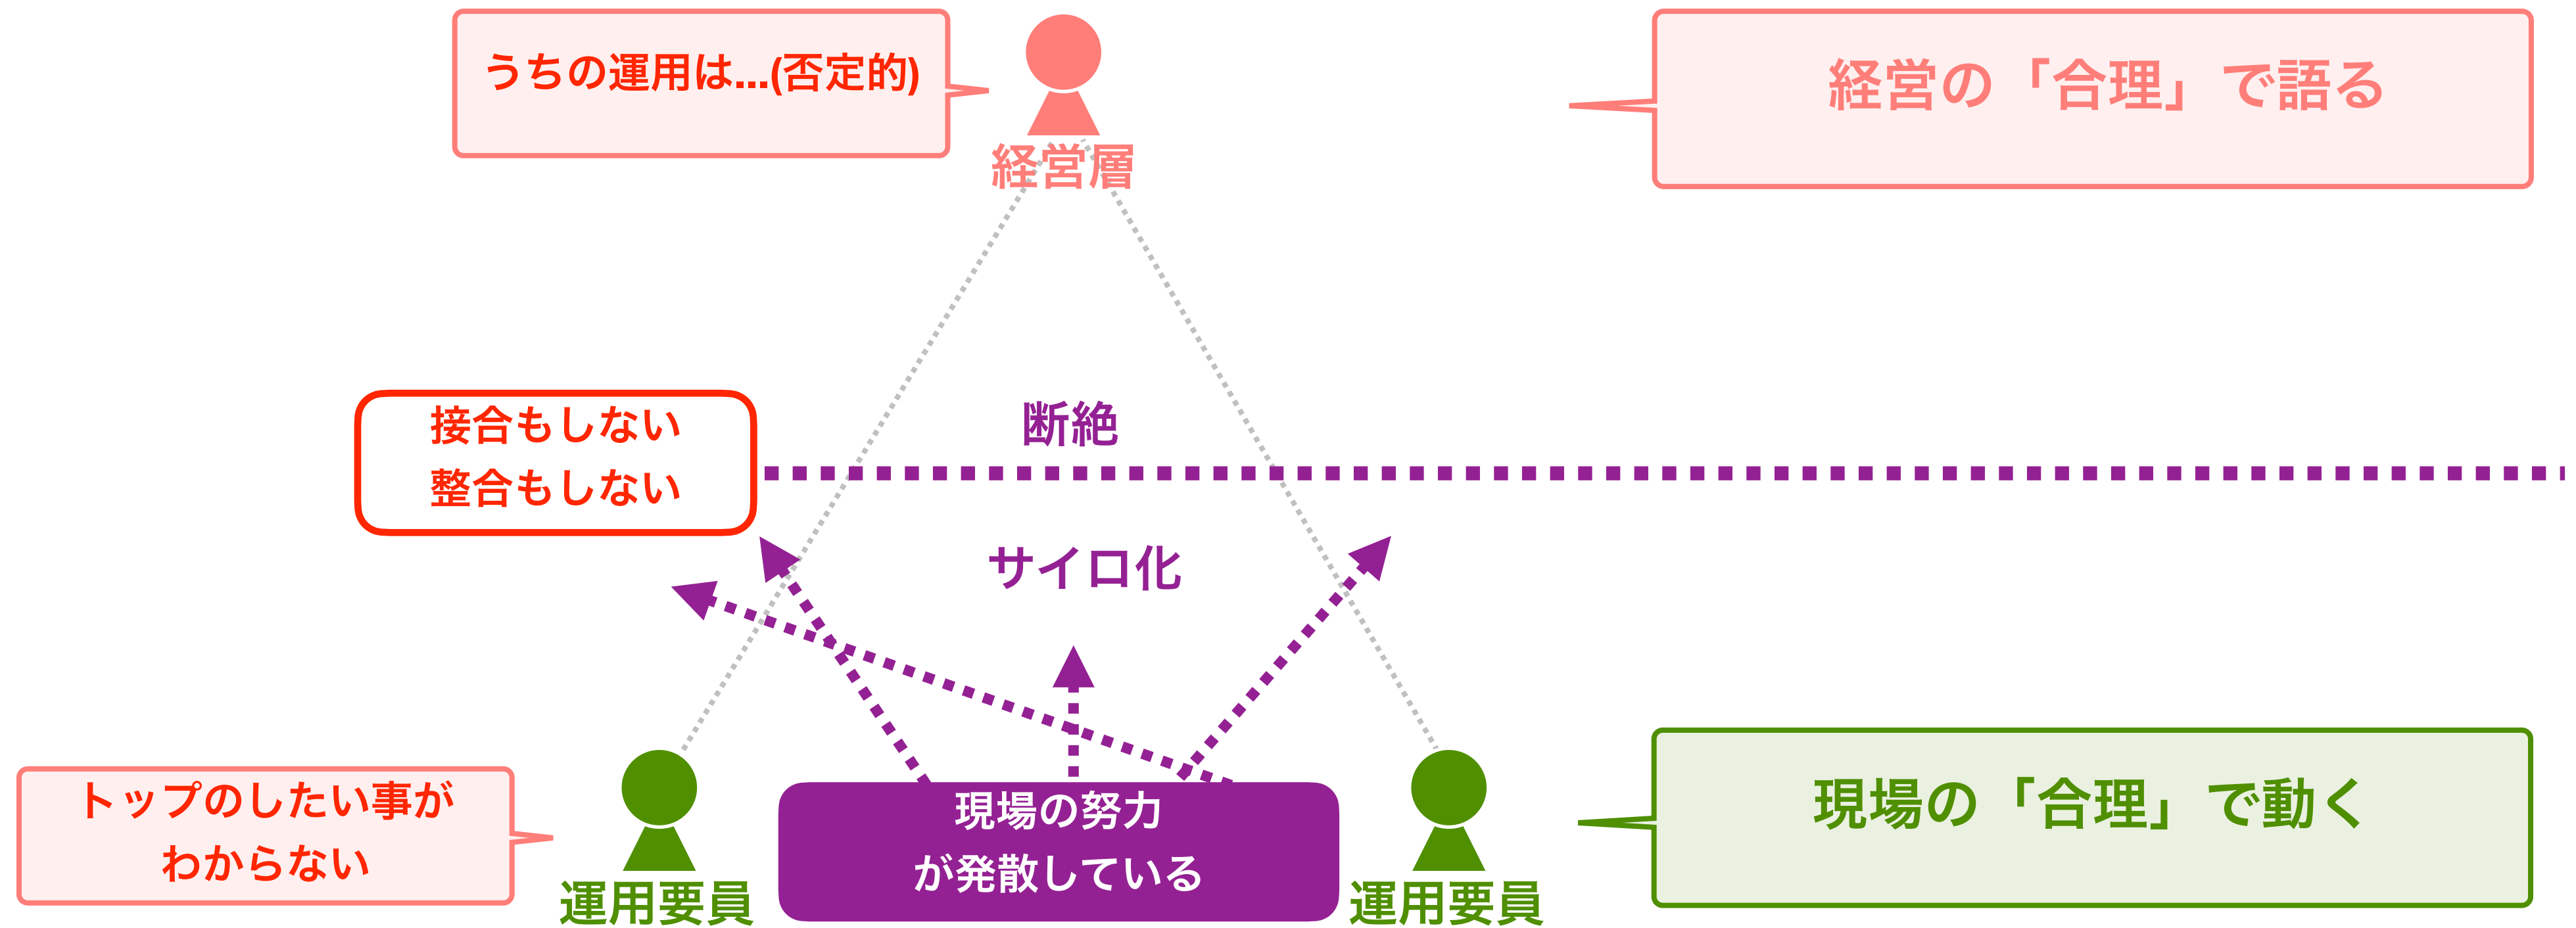 うちの運用は...(否定的)
経営の「合理」で語る
経営層
断絶
接合もしない
整合もしない
サイロ化
トップのしたい事が
わからない
現場の努力
が発散している
現場の「合理」で動く
運用要員
運用要員